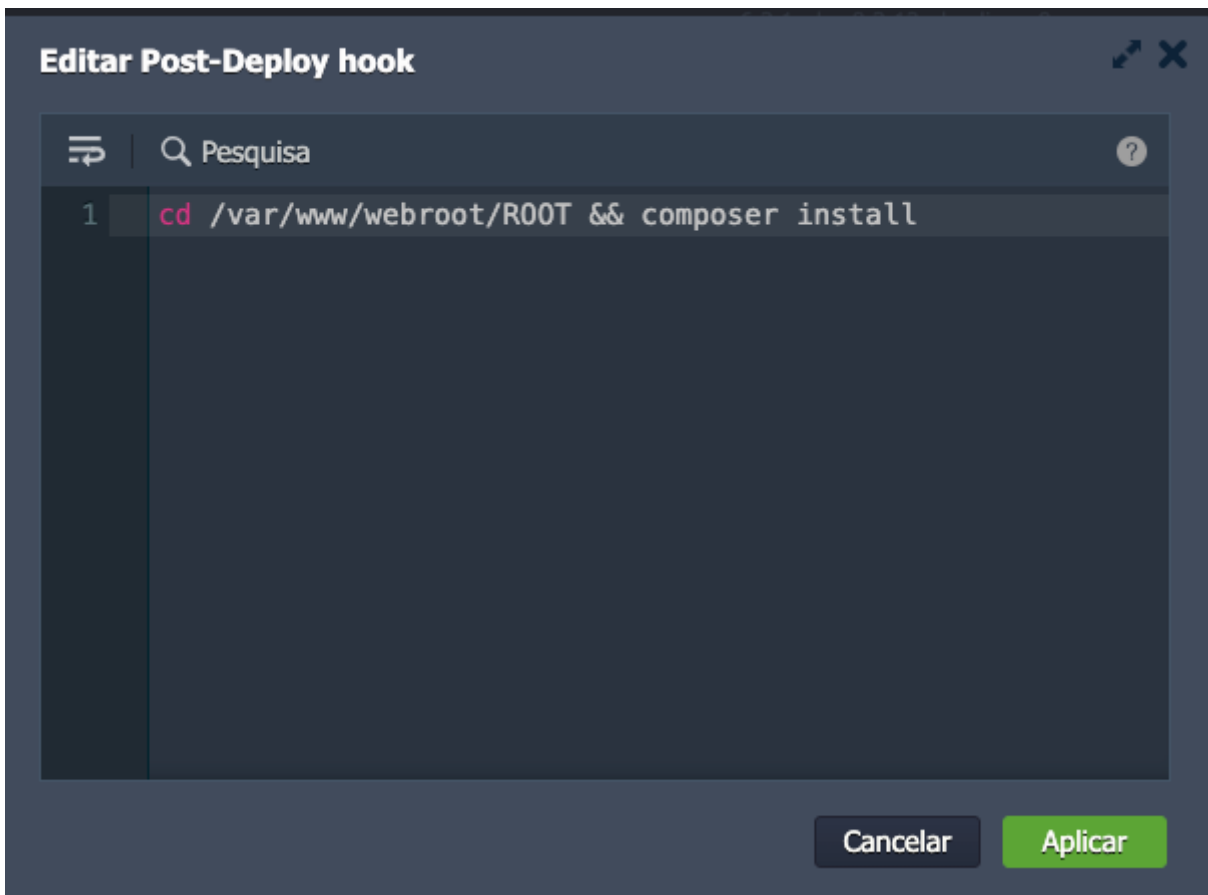 Editar Post-Deploy hook
Pesquisa
?
1 cd /var/www/webroot/ROOT && composer install
Cancelar Aplicar